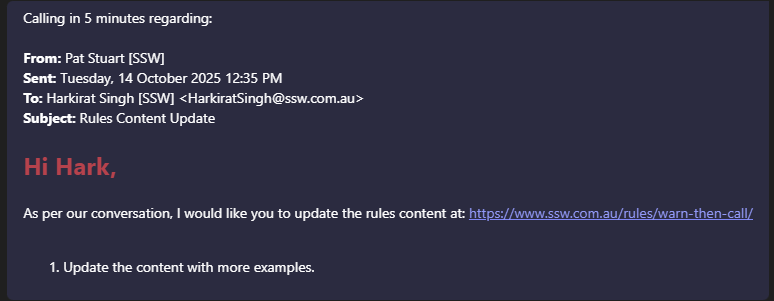 Calling in 5 minutes regarding:
From: Pat Stuart [SSW]
Sent: Tuesday, 14 October 2025 12:35 PM
To: Harkirat Singh [SSW] <HarkiratSingh@ssw.com.au>
Subject: Rules Content Update
Hi Hark,
As per our conversation, I would like you to update the rules content at: https://www.ssw.com.au/rules/warn-then-call/
1. Update the content with more examples.